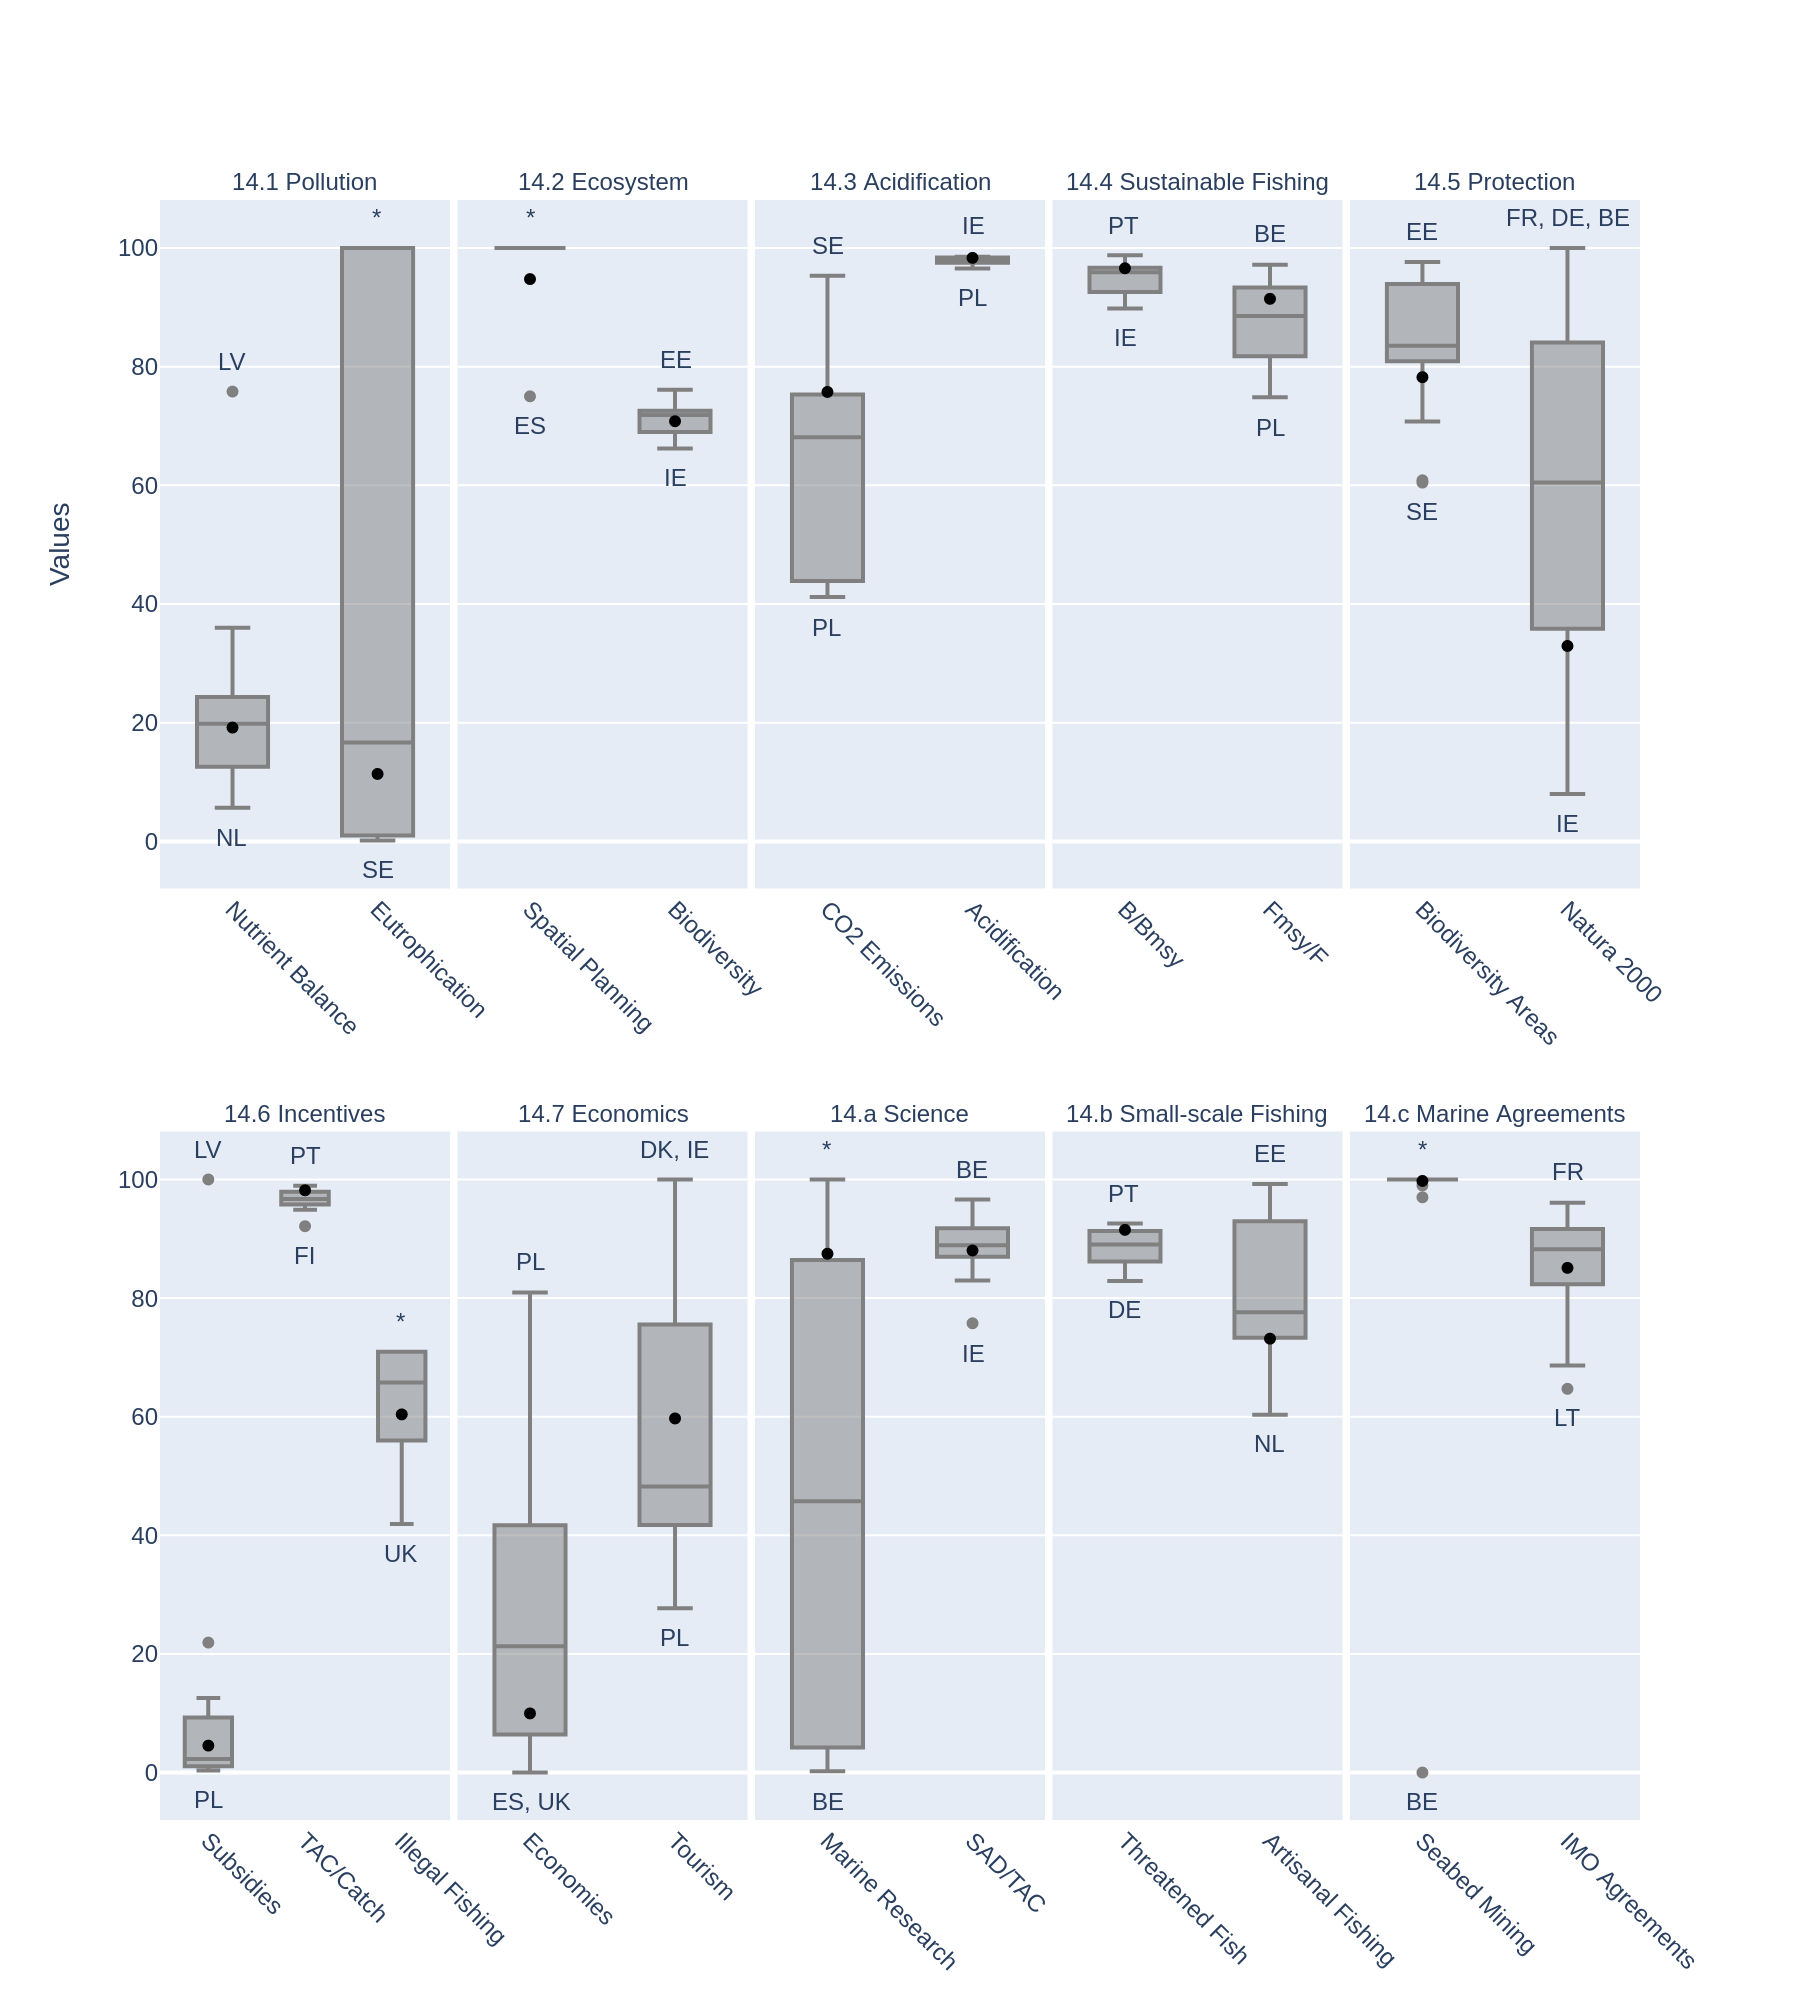 14.1 Pollution
14.2 Ecosystem
14.3 Acidification
14.4 Sustainable Fishing
14.5 Protection
Values
100
80
60
40
20
0
*
LV
NL
SE
*
ES
EE
IE
SE
PL
IE
PL
PT
IE
BE
PL
EE
SE
FR, DE, BE
IE
Nutrient Balance
Eutrophication
Spatial Planning
Biodiversity
CO2 Emissions
Acidification
B/Bmsy
Fmsy/F
Biodiversity Areas
Natura 2000
14.6 Incentives
14.7 Economics
14.a Science
14.b Small-scale Fishing
14.c Marine Agreements
100
80
60
40
20
0
LV
PL
PT
FI
*
UK
PL
ES, UK
DK, IE
PL
*
BE
BE
IE
PT
DE
EE
NL
*
BE
FR
LT
Subsidies
TAC/Catch
Illegal Fishing
Economies
Tourism
Marine Research
SAD/TAC
Threatened Fish
Artisanal Fishing
Seabed Mining
IMO Agreements